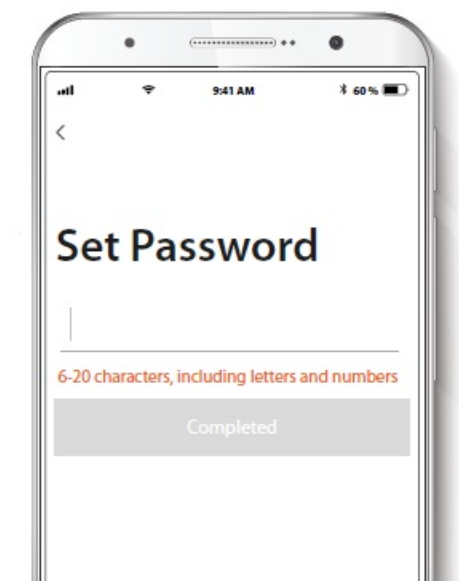 9:41 AM
60 %
Set Password
6-20 characters, including letters and numbers
Completed